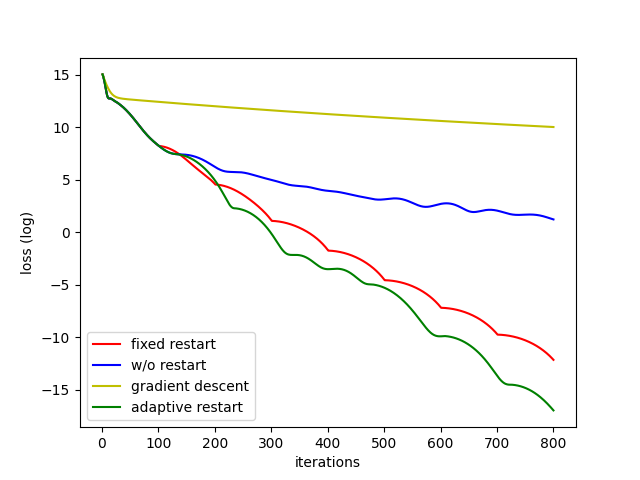 15
10
5
0
−5
−10
−15
loss (log)
fixed restart
w/o restart
gradient descent
adaptive restart
0 100 200 300 400 500 600 700 800
iterations